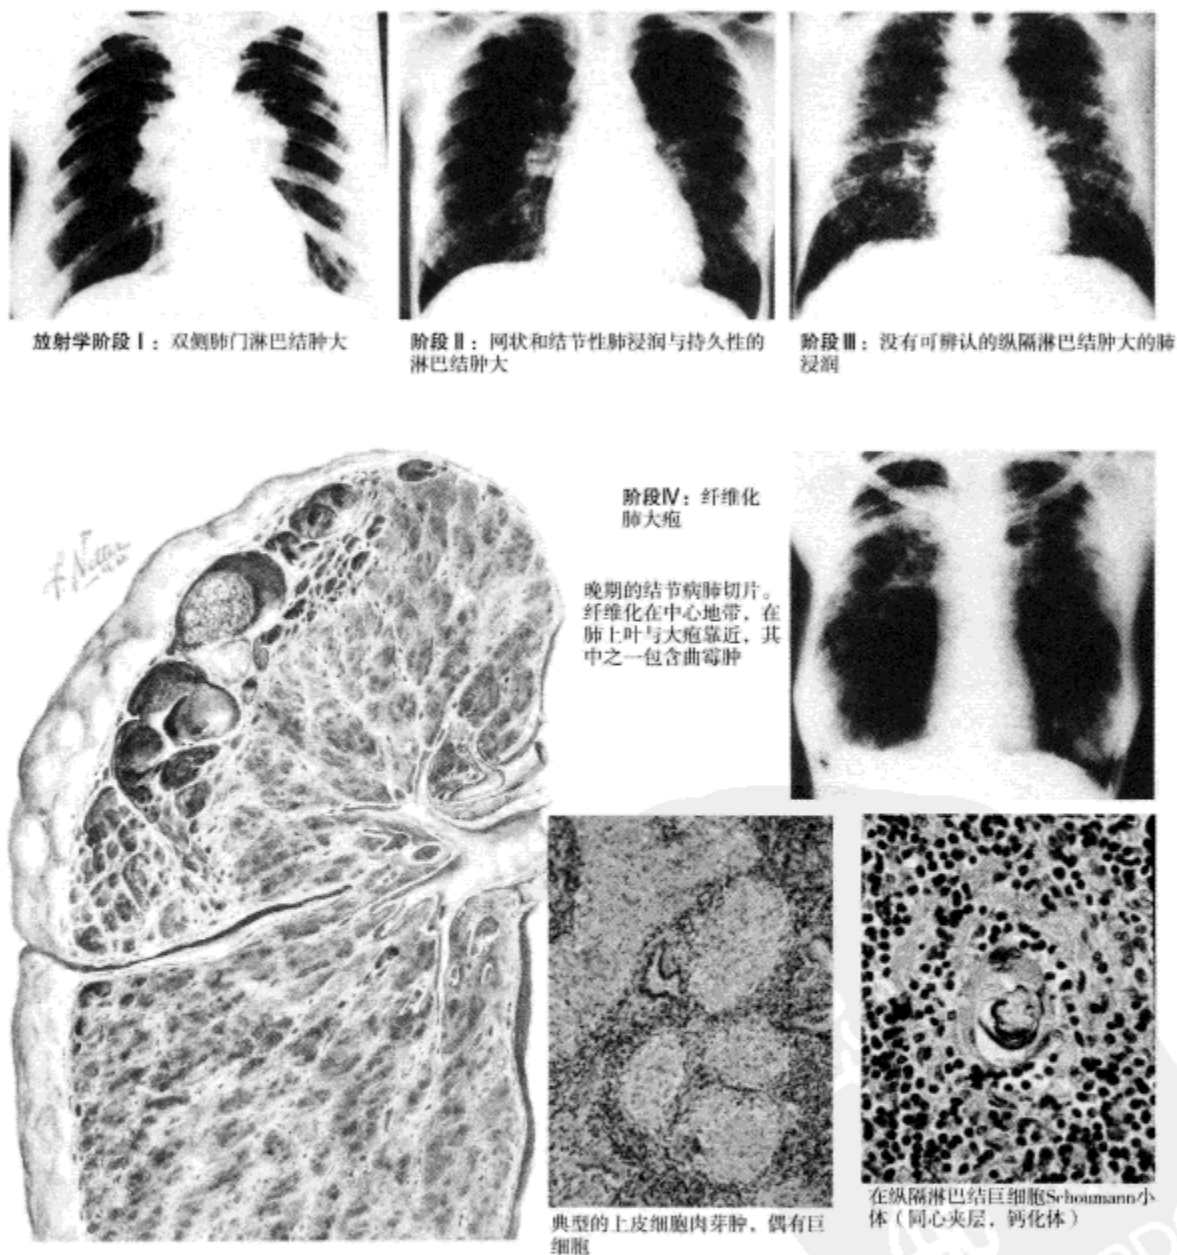 放射学阶段Ⅰ：双侧肺门淋巴结肿大
阶段Ⅱ：网状和结节性肺浸润与持久性的
淋巴结肿大
阶段Ⅲ：没有可辨认的纵隔淋巴结肿大的肺
浸润
阶段Ⅳ：纤维化
肺大疱
晚期的结节病肺切片。
纤维化在中心地带，在
肺上叶与大疱靠近，其
中之一包含曲霉肿
典型的上皮细胞肉芽肿，偶有巨
细胞
在纵隔淋巴结巨细胞Schoumann小
体（同心夹层，钙化体）